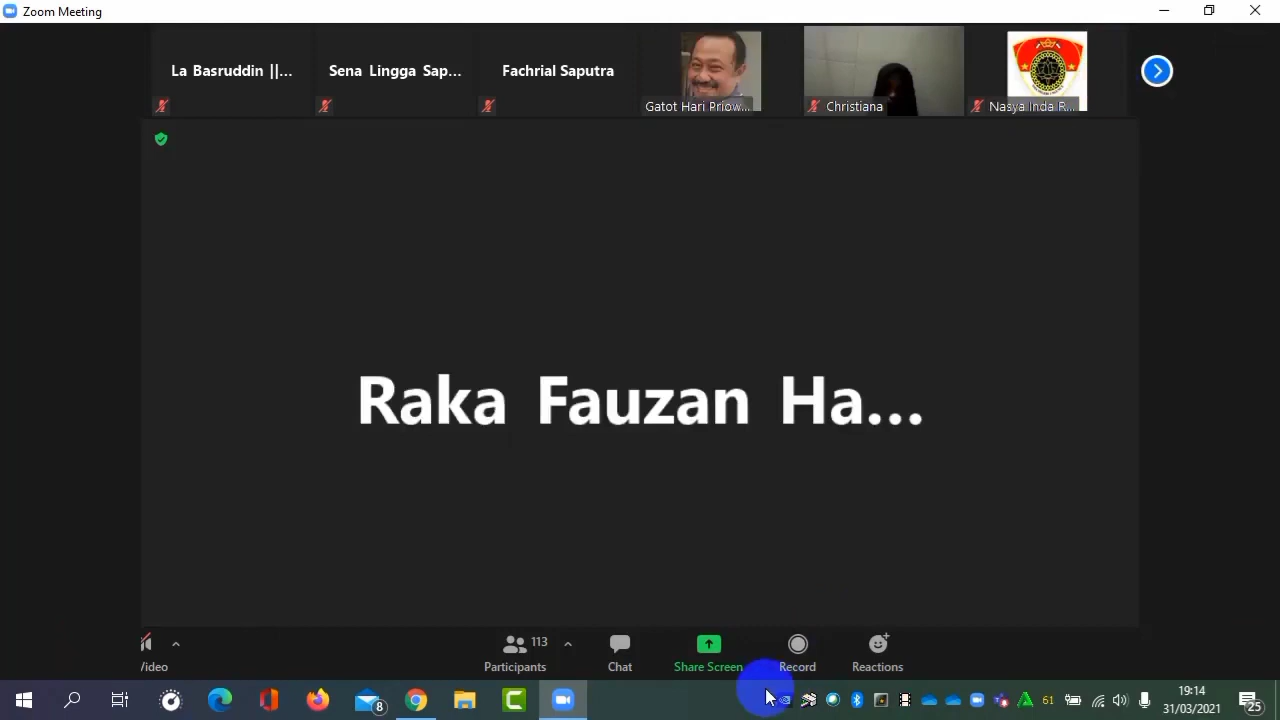 Zoom Meeting
La Basruddin ||...
Sena Lingga Sap...
Fachrial Saputra
Gatot Hari Priow...
Christiana
Nasya Inda R...
Raka Fauzan Ha...
113
Video
Participants
Chat
Share Screen
Record
Reactions
8
61
19:14
31/03/2021
25